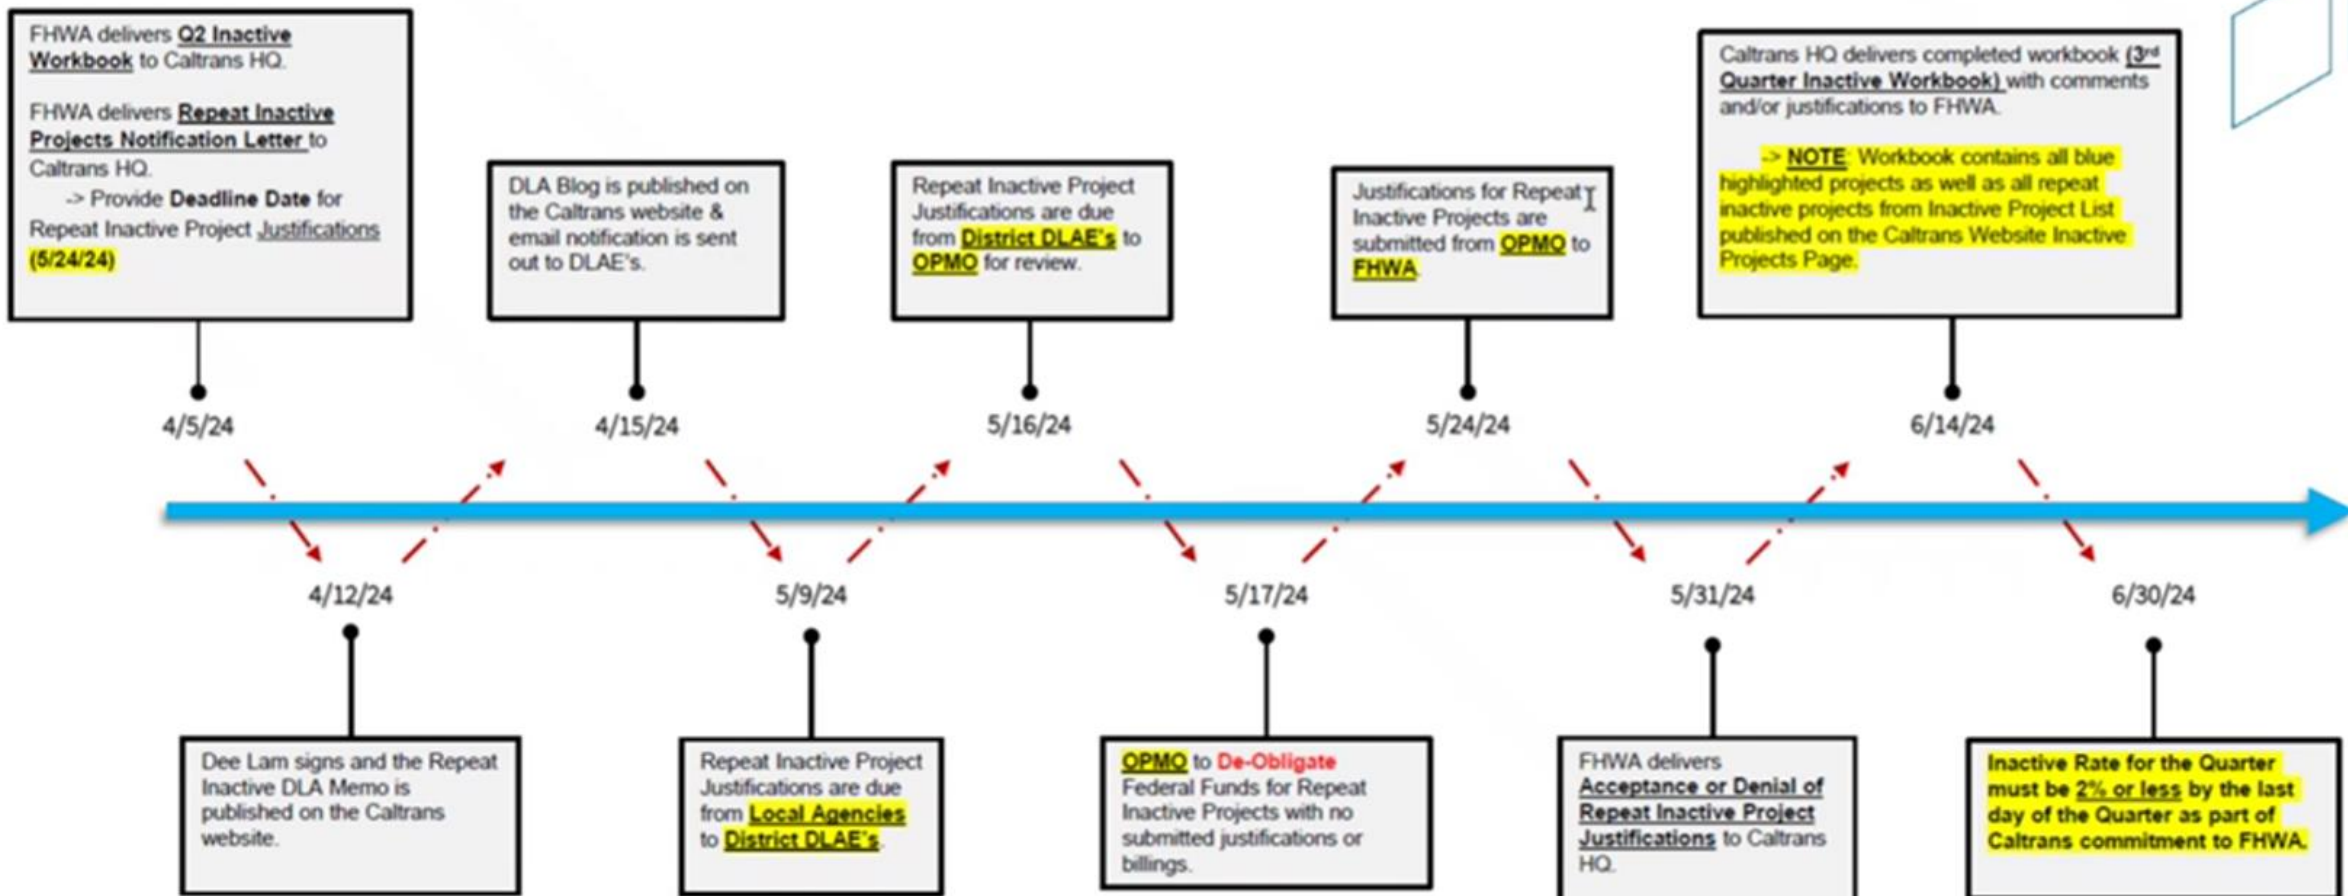 FHWA delivers Q2 Inactive
Workbook to Caltrans HQ.
FHWA delivers Repeat Inactive
Projects Notification Letter to
Caltrans HQ.
-> Provide Deadline Date for
Repeat Inactive Project Justifications
(5/24/24)
DLA Blog is published on
the Caltrans website &
email notification is sent
out to DLAE's.
Repeat Inactive Project
Justifications are due
from District DLAE's to
OPMO for review.
Justifications for Repeat
Inactive Projects are
submitted from OPMO to
FHWA.
Caltrans HQ delivers completed workbook (3rd
Quarter Inactive Workbook) with comments
and/or justifications to FHWA.
-> NOTE: Workbook contains all blue
highlighted projects as well as all repeat
inactive projects from Inactive Project List
published on the Caltrans Website Inactive
Projects Page.
4/5/24
4/15/24
5/16/24
5/24/24
6/14/24
4/12/24
5/9/24
5/17/24
5/31/24
6/30/24
Dee Lam signs and the Repeat
Inactive DLA Memo is
published on the Caltrans
website.
Repeat Inactive Project
Justifications are due
from Local Agencies
to District DLAE's.
OPMO to De-Obligate
Federal Funds for Repeat
Inactive Projects with no
submitted justifications or
billings.
FHWA delivers
Acceptance or Denial of
Repeat Inactive Project
Justifications to Caltrans
HQ.
Inactive Rate for the Quarter
must be 2% or less by the last
day of the Quarter as part of
Caltrans commitment to FHWA.